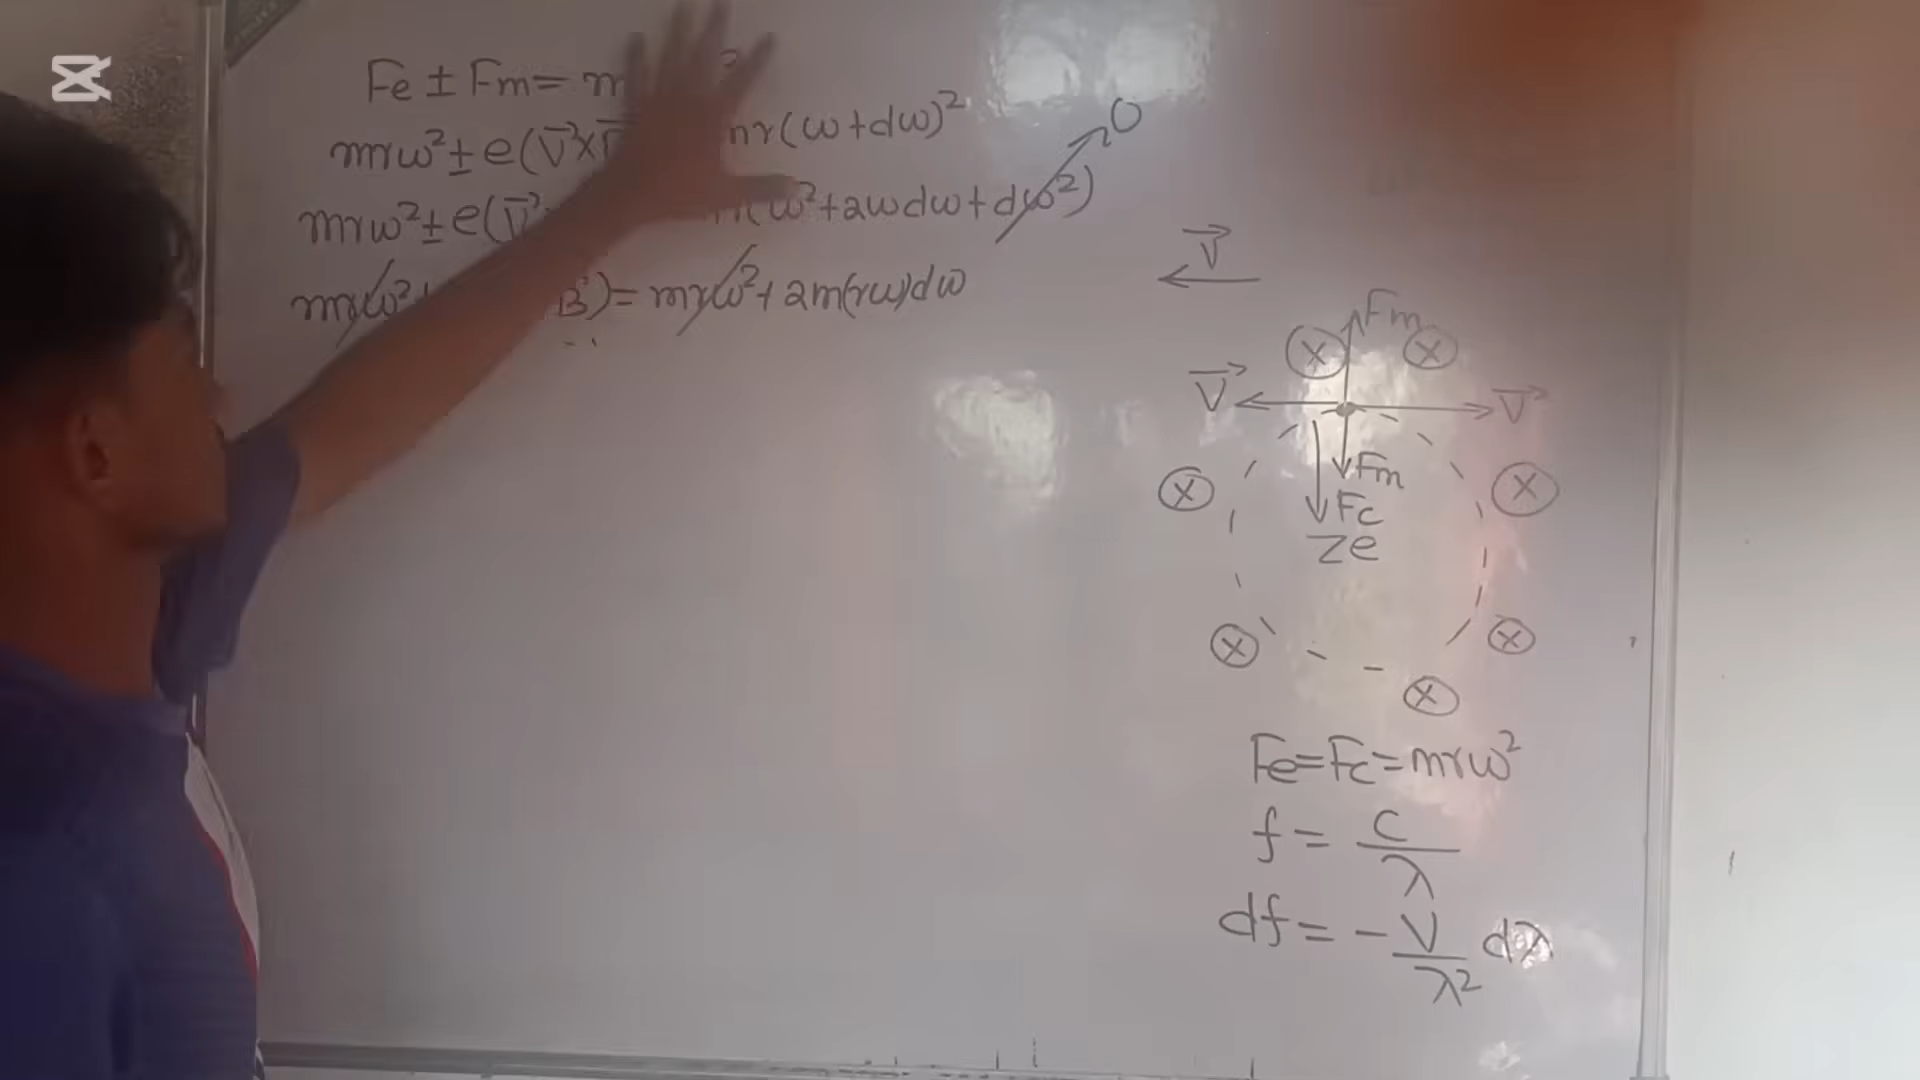 Fe ± Fm = m
mrω² ± e(V⃗ × mr(ω + dω)²
mrω² ± e(V⃗ (ω² + 2ωdω + dω²) 0
mrω² B⃗) = mrω² + 2m(rω)dω
V⃗
Fm
X X
V⃗ V⃗
Fm
X X
Fc
Ze
X X
X
Fe = Fc = mrω²
f = C/λ
df = -V/λ² dλ